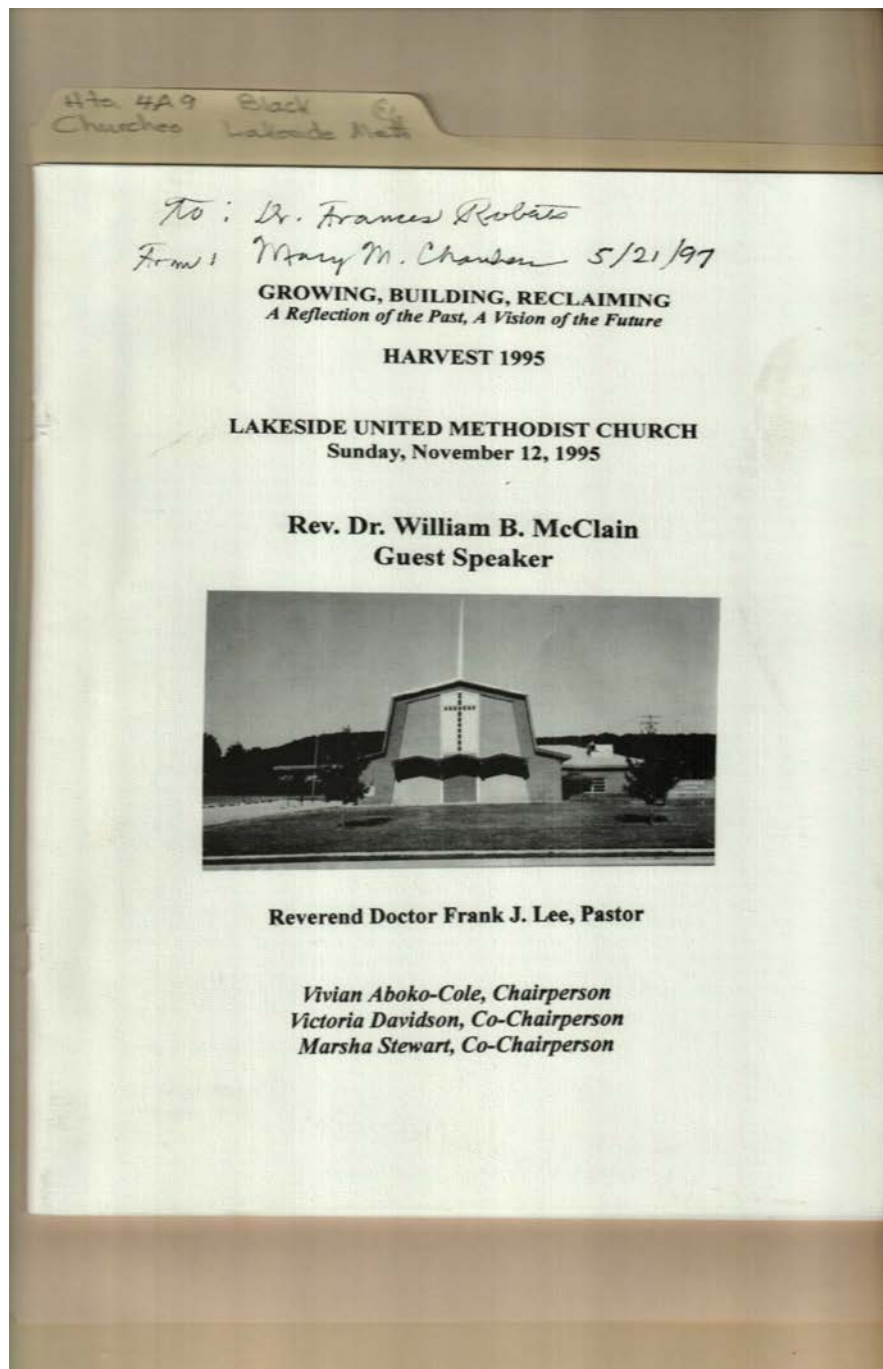 Hts. 4A9 Black
Churches Lakeside Meth
To: Dr. Frances Roberts
From: Mary M. 5/21/97
GROWING, BUILDING, RECLAIMING
A Reflection of the Past, A Vision of the Future
HARVEST 1995
LAKESIDE UNITED METHODIST CHURCH
Sunday, November 12, 1995
Rev. Dr. William B. McClain
Guest Speaker
Reverend Doctor Frank J. Lee, Pastor
Vivian Aboko-Cole, Chairperson
Victoria Davidson, Co-Chairperson
Marsha Stewart, Co-Chairperson